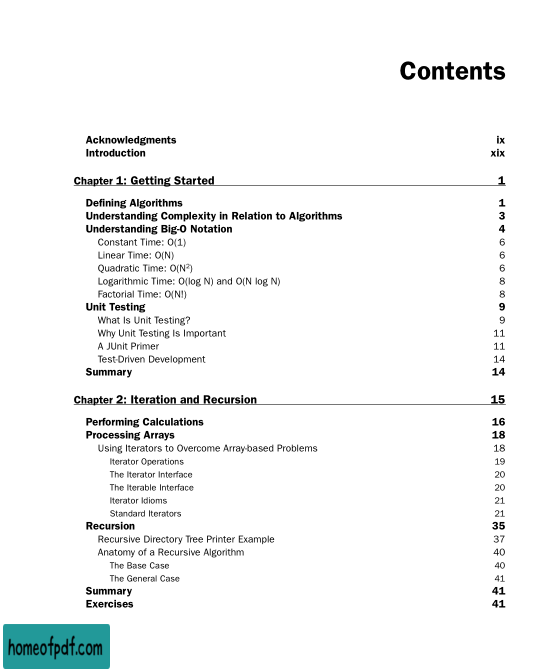 Contents
Acknowledgments ix
Introduction xix
Chapter 1: Getting Started 1
Defining Algorithms 1
Understanding Complexity in Relation to Algorithms 3
Understanding Big-O Notation 4
Constant Time: O(1) 6
Linear Time: O(N) 6
Quadratic Time: O(N²) 6
Logarithmic Time: O(log N) and O(N log N) 8
Factorial Time: O(N!) 8
Unit Testing 9
What Is Unit Testing? 9
Why Unit Testing Is Important 11
A JUnit Primer 11
Test-Driven Development 14
Summary 14
Chapter 2: Iteration and Recursion 15
Performing Calculations 16
Processing Arrays 18
Using Iterators to Overcome Array-based Problems 18
Iterator Operations 19
The Iterator Interface 20
The Iterable Interface 20
Iterator Idioms 21
Standard Iterators 21
Recursion 35
Recursive Directory Tree Printer Example 37
Anatomy of a Recursive Algorithm 40
The Base Case 40
The General Case 41
Summary 41
Exercises 41
homeofpdf.com